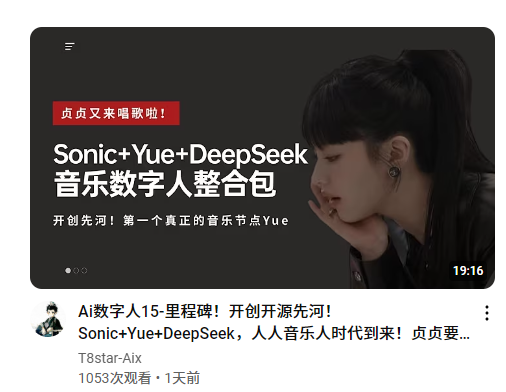 贞贞又来唱歌啦！
Sonic+Yue+DeepSeek
音乐数字人整合包
开创先河！第一个真正的音乐节点Yue
19:16
Ai数字人15-里程碑！开创开源先河！
Sonic+Yue+DeepSeek，人人音乐人时代到来！贞贞要...
T8star-Aix
1053次观看・1天前